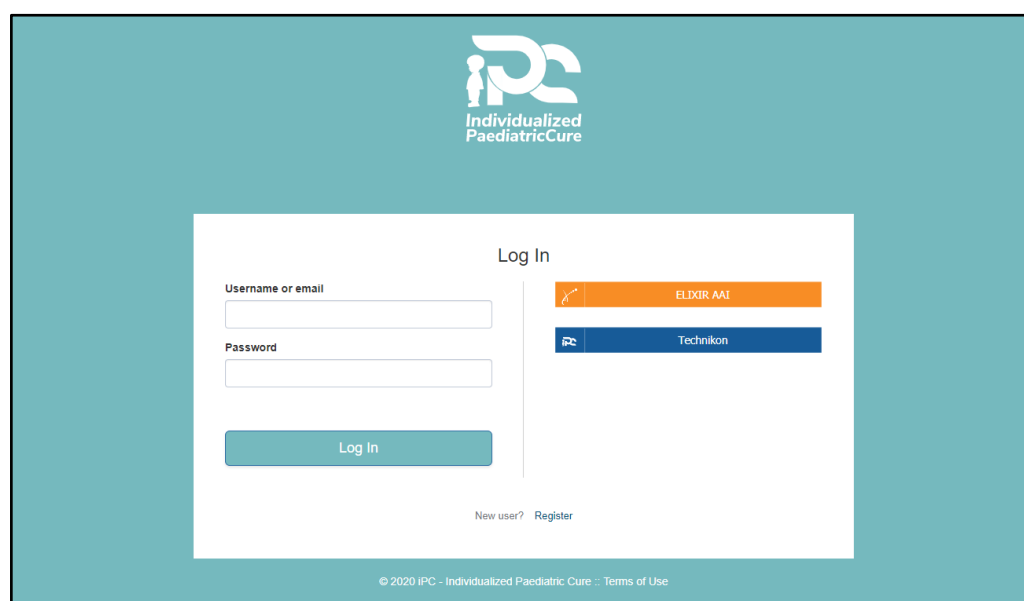 iPC
Individualized
PaediatricCure
Log In
Username or email
Password
Log In
ELIXIR AAI
iPC
Technikon
New user? Register
© 2020 iPC - Individualized Paediatric Cure :: Terms of Use